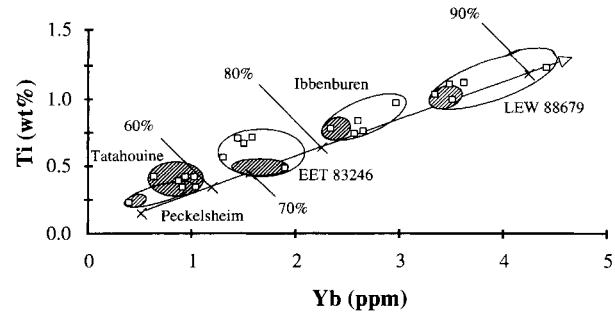 90%
1.5
80%
Ibbenburen
1.0
LEW 88679
60%
Tatahouine
0.5
EET 83246
Peckelsheim
70%
0.0
0 1 2 3 4 5
Ti (wt%)
Yb (ppm)